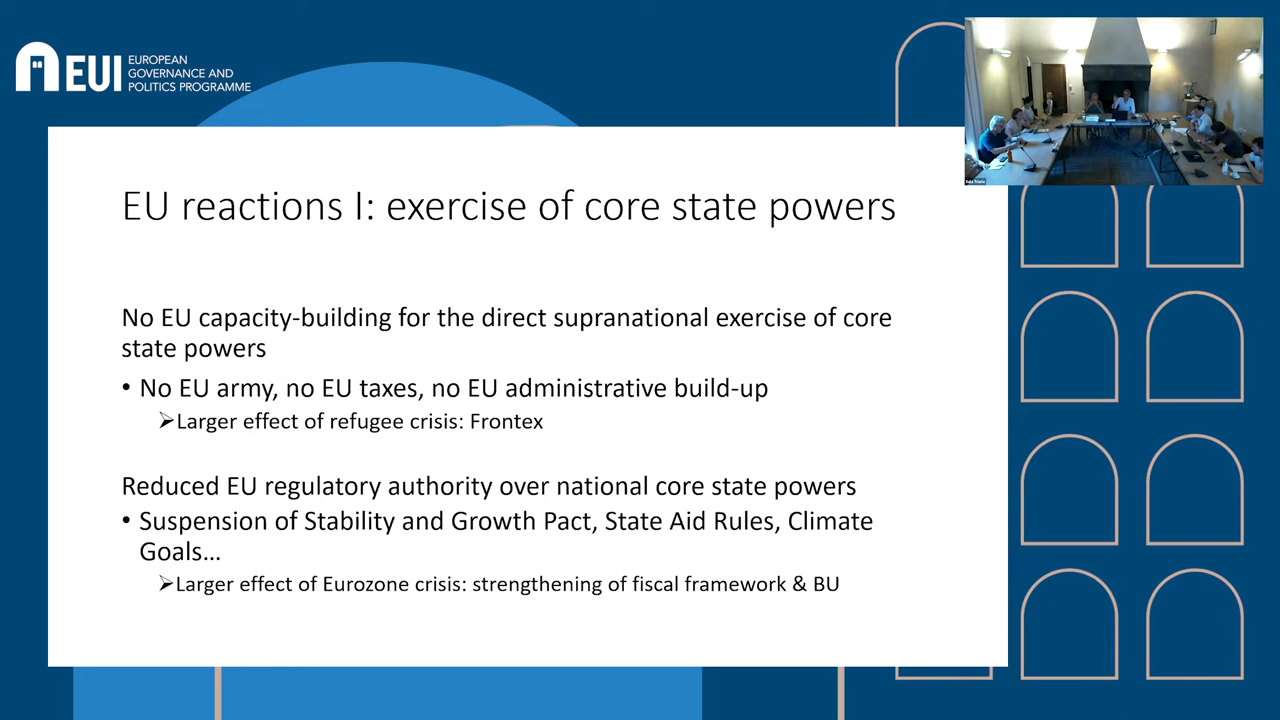 EUI
EUROPEAN
GOVERNANCE AND
POLITICS PROGRAMME
EU reactions I: exercise of core state powers
No EU capacity-building for the direct supranational exercise of core
state powers
• No EU army, no EU taxes, no EU administrative build-up
➢Larger effect of refugee crisis: Frontex
Reduced EU regulatory authority over national core state powers
• Suspension of Stability and Growth Pact, State Aid Rules, Climate
Goals…
➢Larger effect of Eurozone crisis: strengthening of fiscal framework & BU